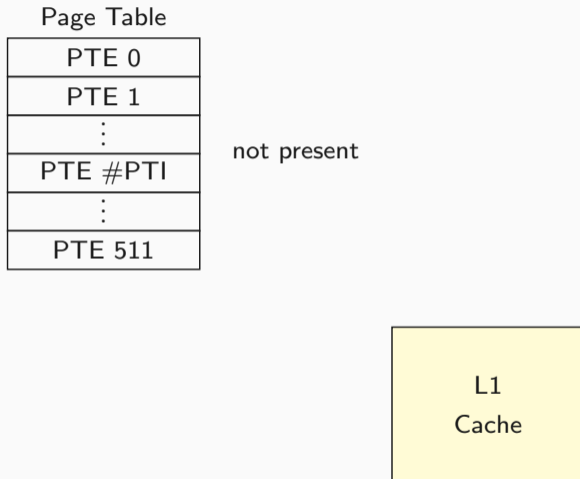 Page Table
PTE 0
PTE 1
⋮
not present
PTE #PTI
⋮
PTE 511
L1
Cache